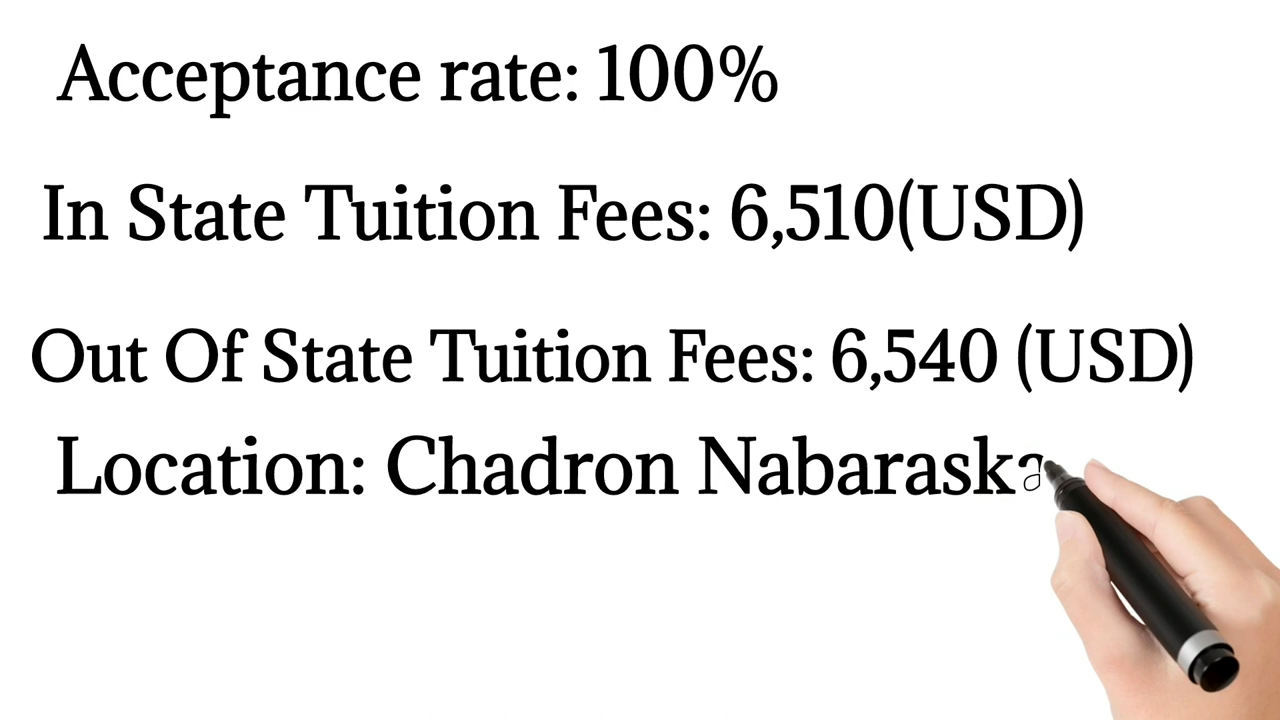 Acceptance rate: 100%
In State Tuition Fees: 6,510(USD)
Out Of State Tuition Fees: 6,540 (USD)
Location: Chadron Nabaraska